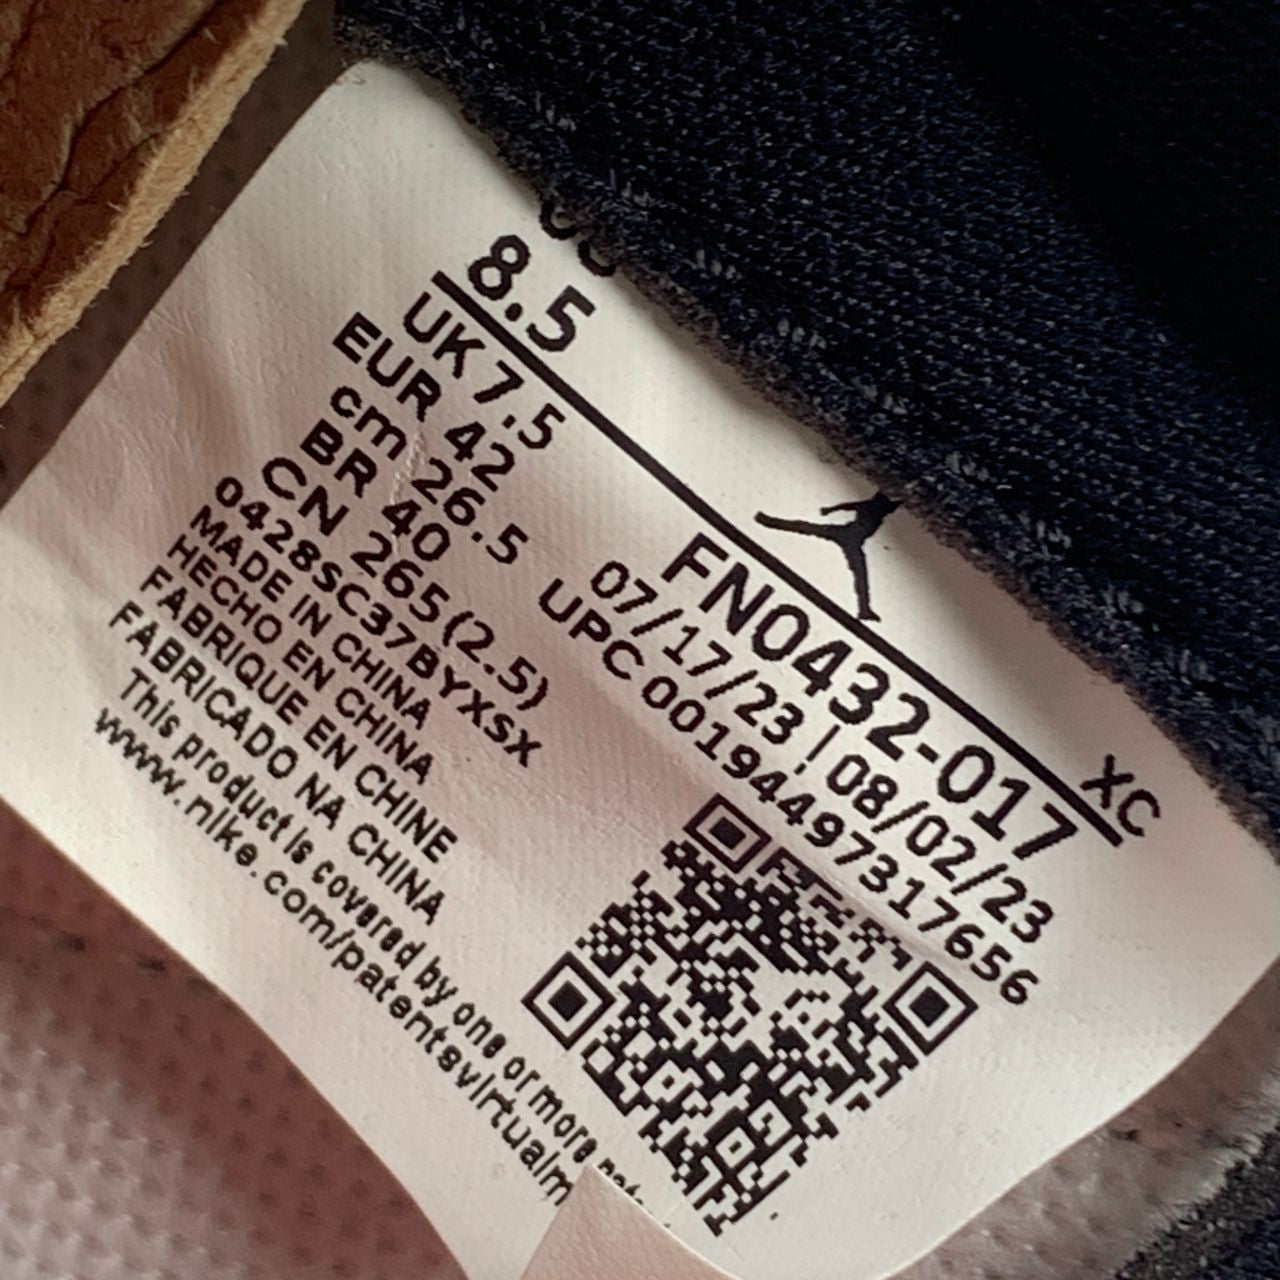 8.5
UK 7.5
EUR 42
cm 26.5
BR 40
CN 265(2.5)
0428SC37BYXSX
MADE IN CHINA
HECHO EN CHINA
FABRIQUE EN CHINE
FABRICADO NA CHINA
This product is covered by one or more
www.nike.com/patentsvirtualm
XC
FN0432-017
07/17/23 | 08/02/23
UPC 00194497317656